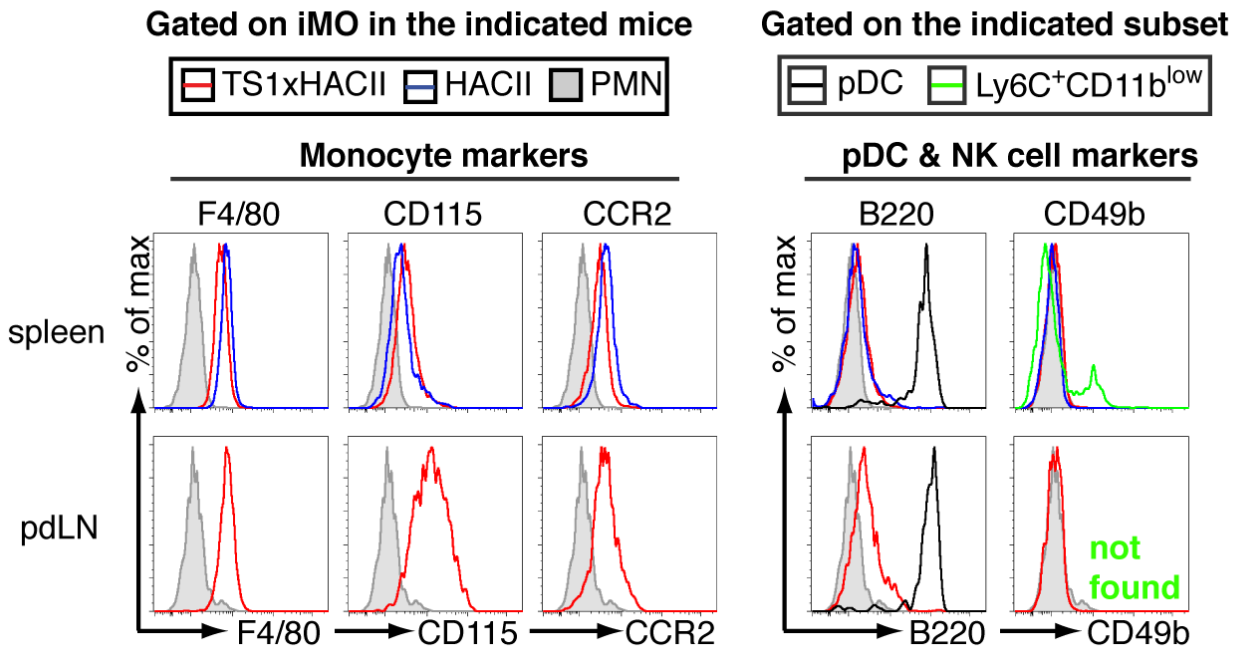 Gated on iMO in the indicated mice
TS1xHACII HACII PMN
Monocyte markers
F4/80 CD115 CCR2
Gated on the indicated subset
pDC Ly6C+CD11blow
pDC & NK cell markers
B220 CD49b
% of max
% of max
spleen
pdLN
not
found
F4/80 CD115 CCR2
B220 CD49b